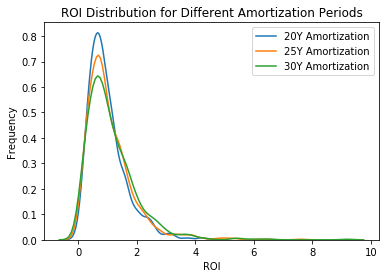 ROI Distribution for Different Amortization Periods
20Y Amortization
25Y Amortization
30Y Amortization
Frequency
0.8
0.7
0.6
0.5
0.4
0.3
0.2
0.1
0.0
0 2 4 6 8 10
ROI